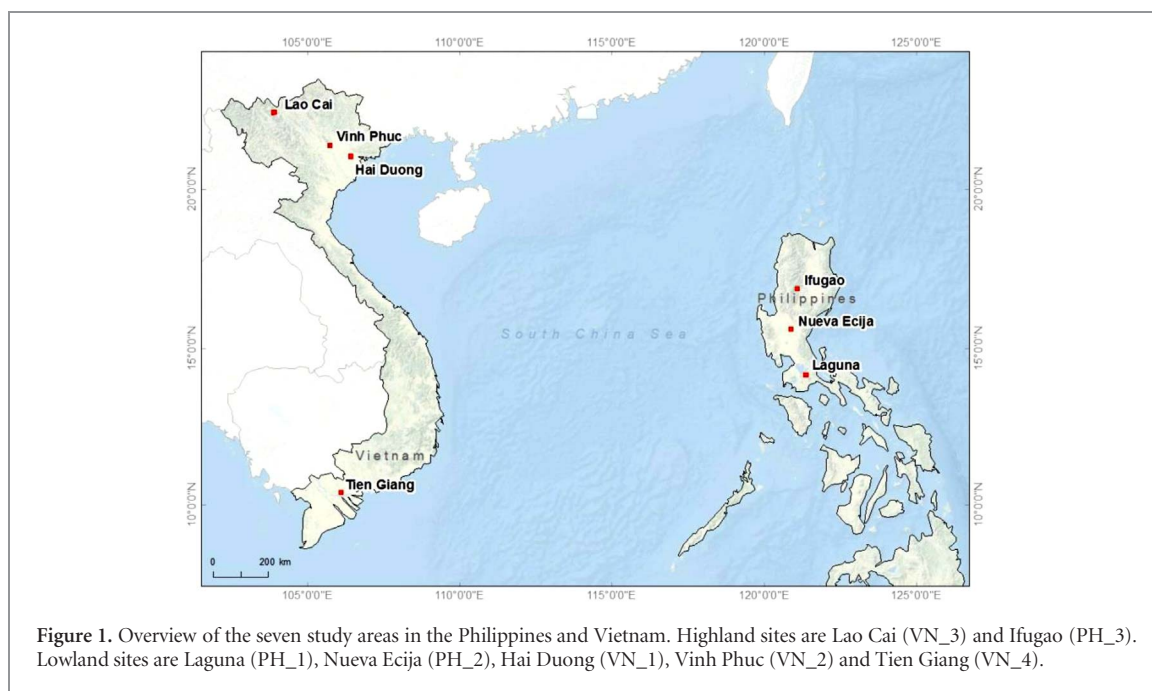 105°0'0"E 110°0'0"E 115°0'0"E 120°0'0"E 125°0'0"E
Lao Cai
Vinh Phuc
Hai Duong
20°0'0"N 20°0'0"N
Ifugao
Philippines
Nueva Ecija
South China Sea
15°0'0"N 15°0'0"N
Laguna
Vietnam
Tien Giang
10°0'0"N 10°0'0"N
0 200 km
105°0'0"E 110°0'0"E 115°0'0"E 120°0'0"E 125°0'0"E
Figure 1. Overview of the seven study areas in the Philippines and Vietnam. Highland sites are Lao Cai (VN_3) and Ifugao (PH_3).
Lowland sites are Laguna (PH_1), Nueva Ecija (PH_2), Hai Duong (VN_1), Vinh Phuc (VN_2) and Tien Giang (VN_4).